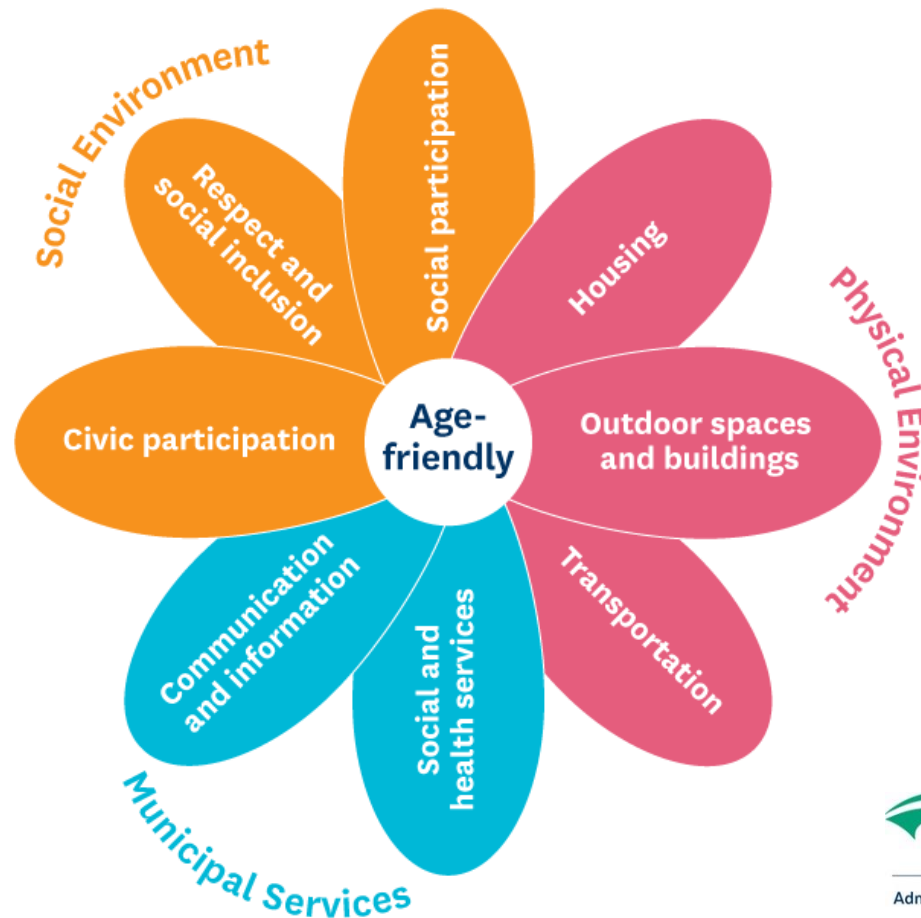 Social Environment
Social participation
Respect and
social inclusion
Housing
Physical Environment
Civic participation
Age-
friendly
Outdoor spaces
and buildings
Communication
and information
Social and
health services
Transportation
Municipal Services